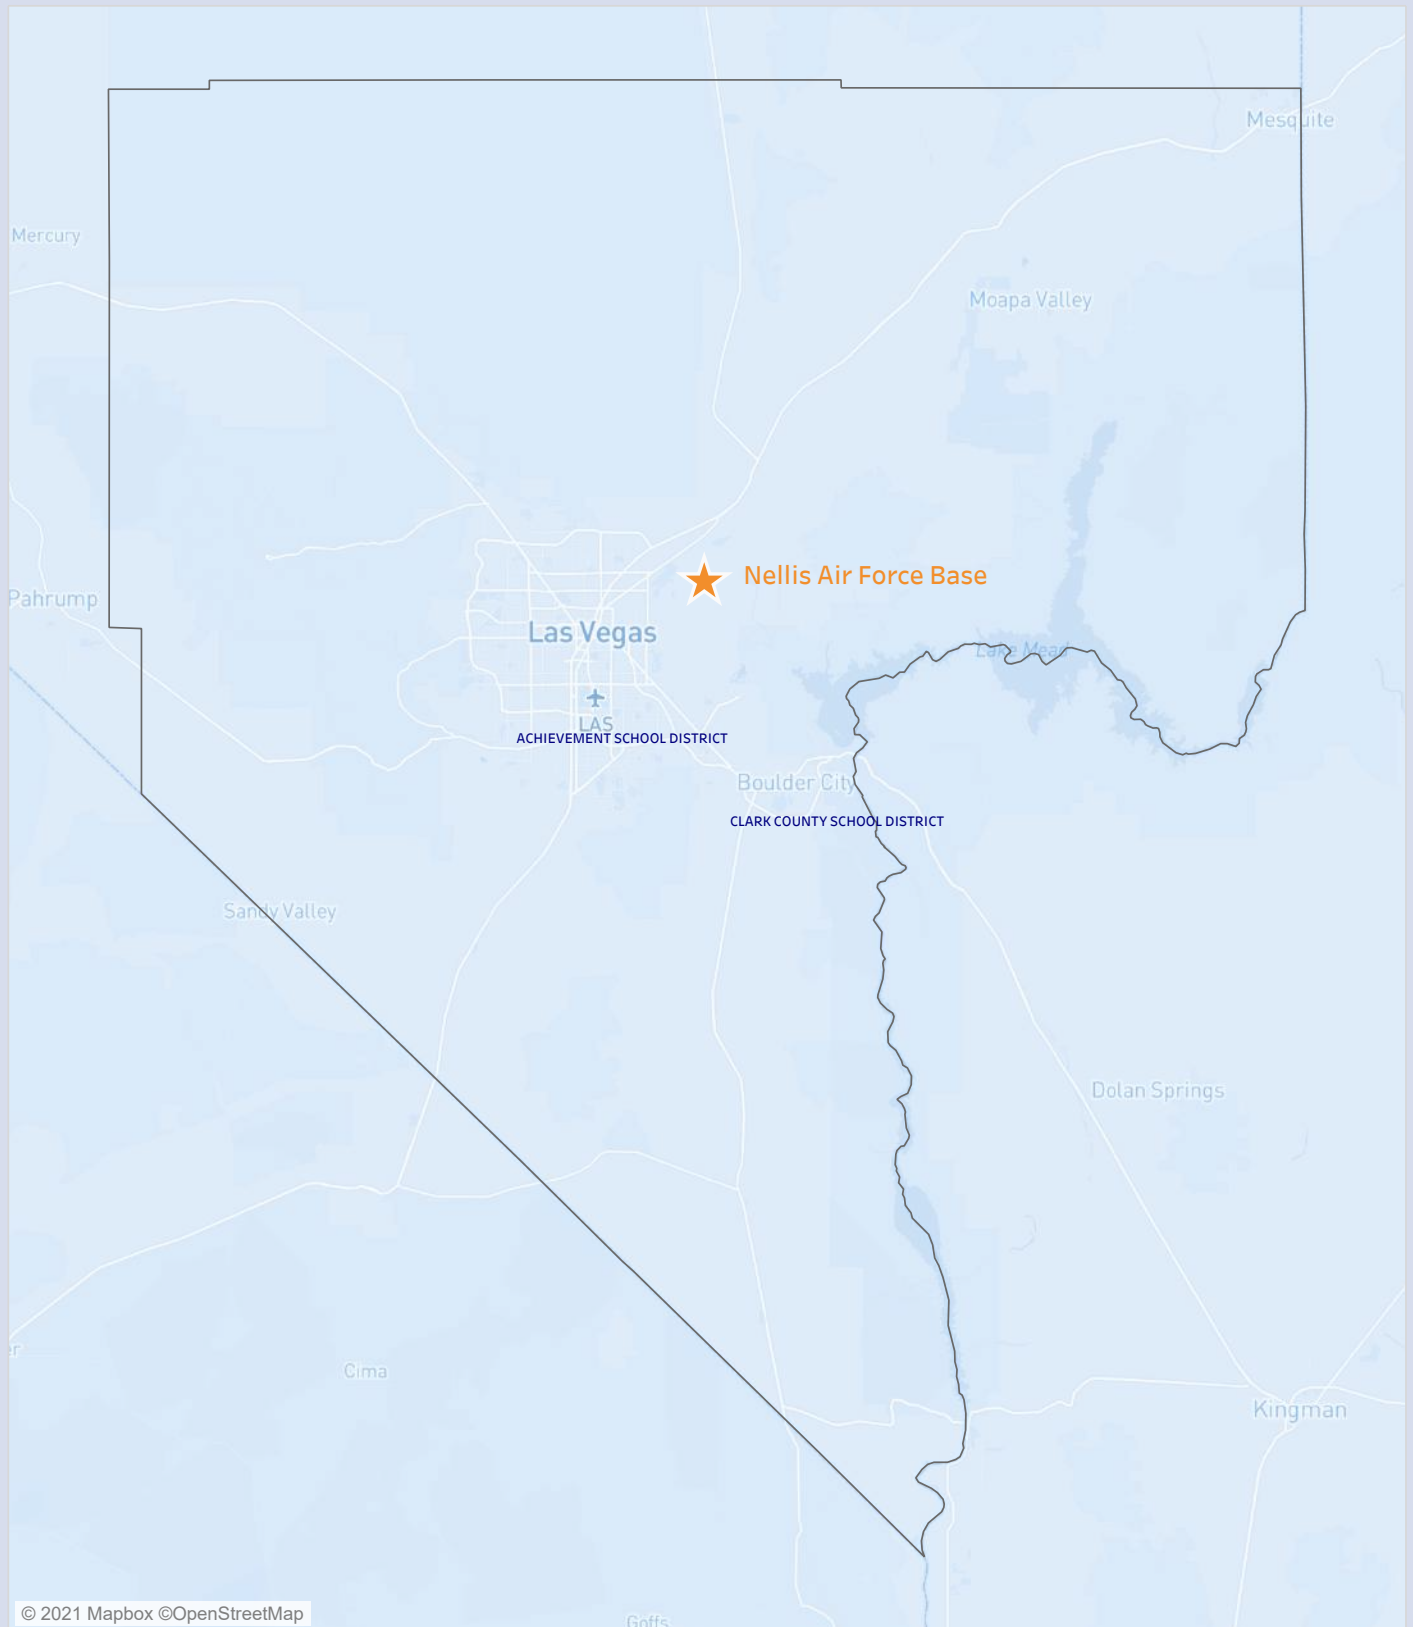 Mesquite
Mercury
Moapa Valley
Nellis Air Force Base
Pahrump
Las Vegas
Lake Mead
LAS
ACHIEVEMENT SCHOOL DISTRICT
Boulder City
CLARK COUNTY SCHOOL DISTRICT
Sandy Valley
Dolan Springs
er
Cima
Kingman
© 2021 Mapbox ©OpenStreetMap
Goffs